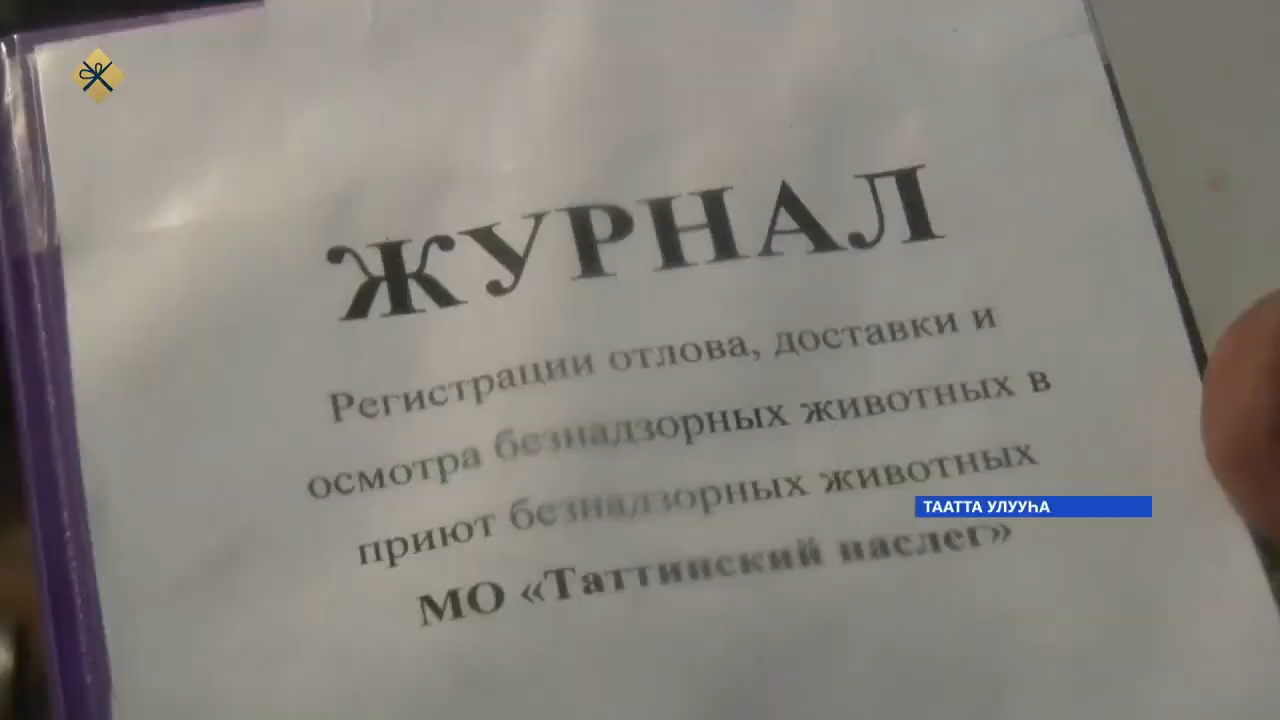 ЖУРНАЛ
Регистрации отлова, доставки и
осмотра безнадзорных животных в
приют безнадзорных животных
МО «Таттинский наслег»
ТААТТА УЛУУҺА